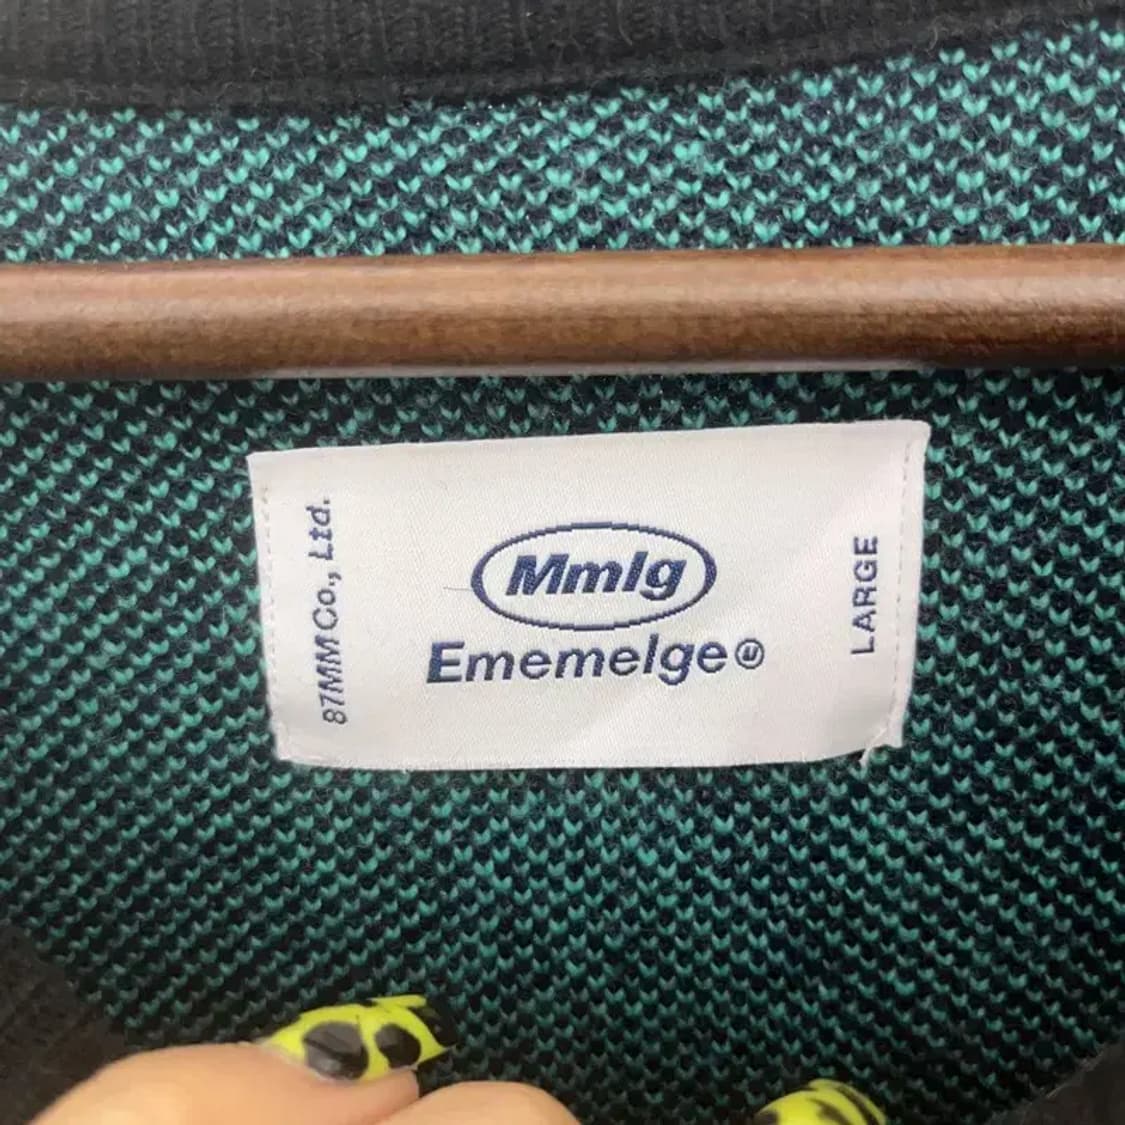 87MM Co., Ltd.
Mmlg
Ememelge
LARGE